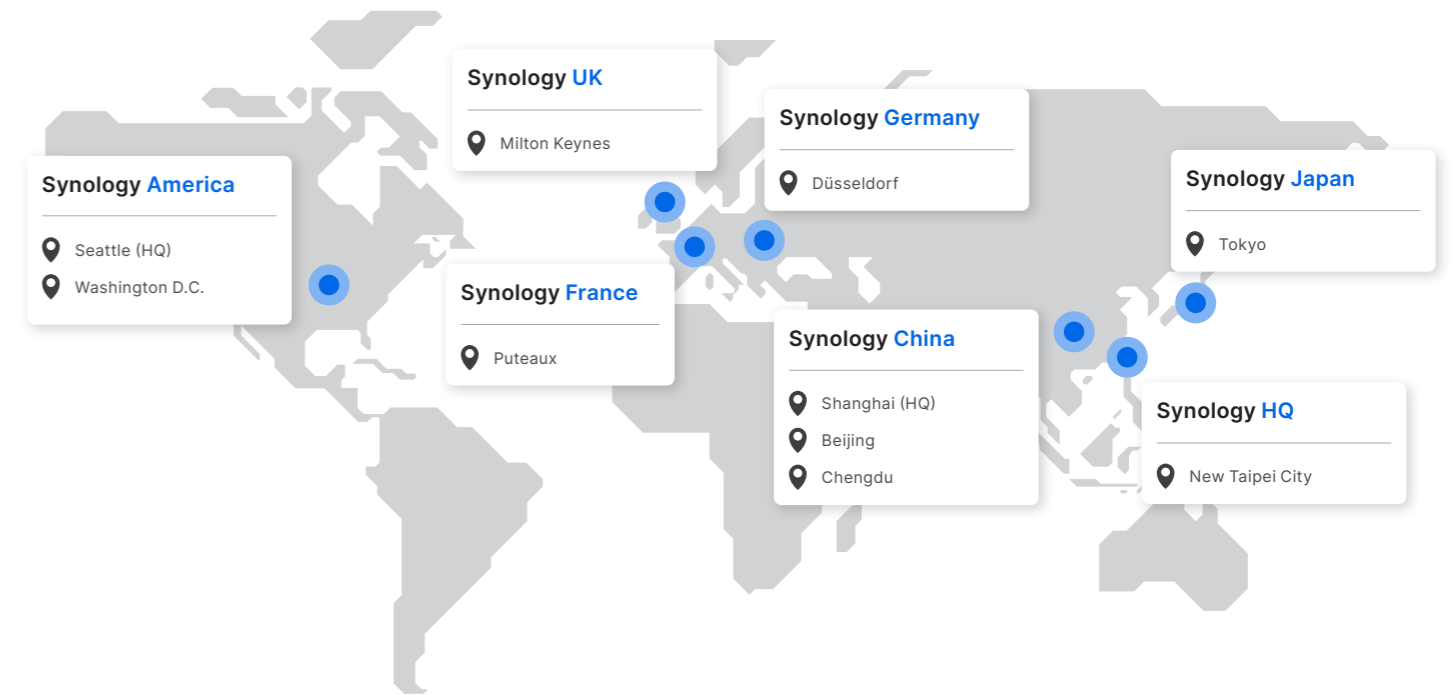 Synology UK
Milton Keynes
Synology Germany
Düsseldorf
Synology America
Seattle (HQ)
Washington D.C.
Synology Japan
Tokyo
Synology France
Puteaux
Synology China
Shanghai (HQ)
Beijing
Chengdu
Synology HQ
New Taipei City